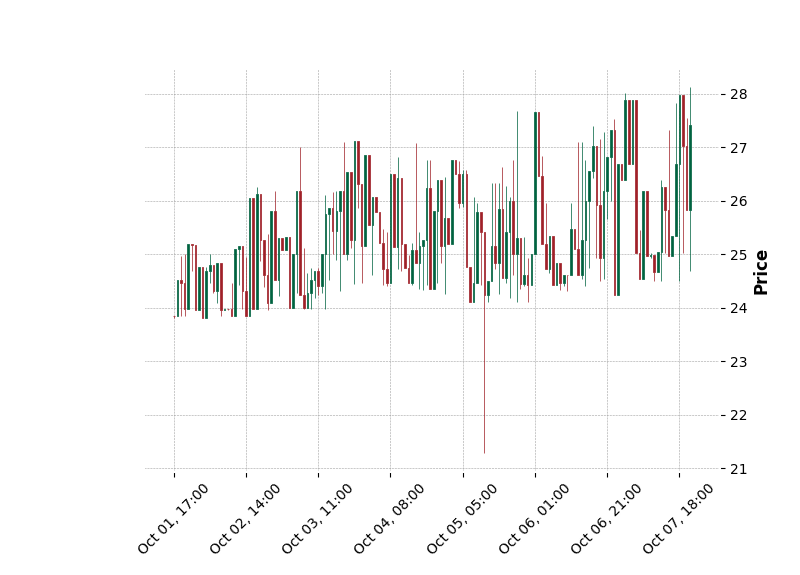 28
27
26
25
24
23
22
21
Price
Oct 01, 17:00
Oct 02, 14:00
Oct 03, 11:00
Oct 04, 08:00
Oct 05, 05:00
Oct 06, 01:00
Oct 06, 21:00
Oct 07, 18:00